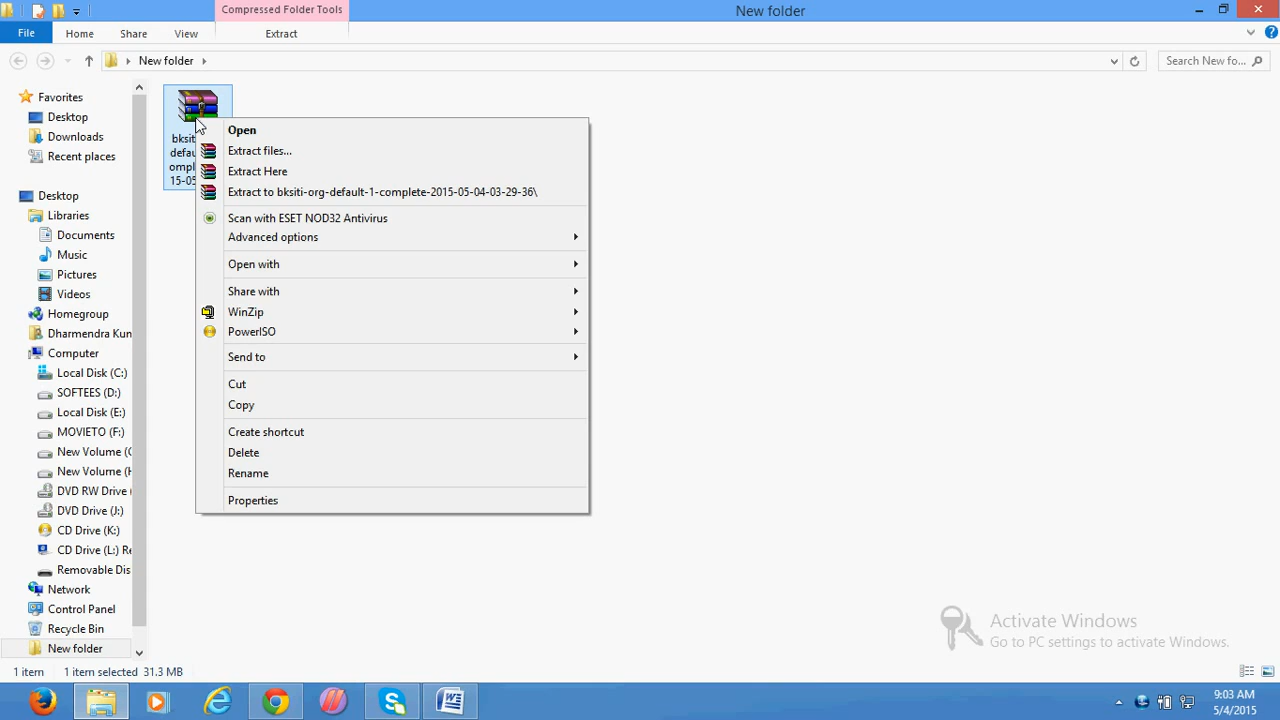 Compressed Folder Tools
New folder
File
Home
Share
View
Extract
New folder
Search New fo...
Favorites
Desktop
Downloads
Recent places
Desktop
Libraries
Documents
Music
Pictures
Videos
Homegroup
Dharmendra Kun
Computer
Local Disk (C:)
SOFTEES (D:)
Local Disk (E:)
MOVIETO (F:)
New Volume (
New Volume (
DVD RW Drive
DVD Drive (J:)
CD Drive (K:)
CD Drive (L:) Re
Removable Dis
Network
Control Panel
Recycle Bin
New folder
bksiti
defau
ompl
15-05
Open
Extract files...
Extract Here
Extract to bksiti-org-default-1-complete-2015-05-04-03-29-36\
Scan with ESET NOD32 Antivirus
Advanced options
Open with
Share with
WinZip
PowerISO
Send to
Cut
Copy
Create shortcut
Delete
Rename
Properties
Activate Windows
Go to PC settings to activate Windows.
1 item
1 item selected 31.3 MB
9:03 AM
5/4/2015